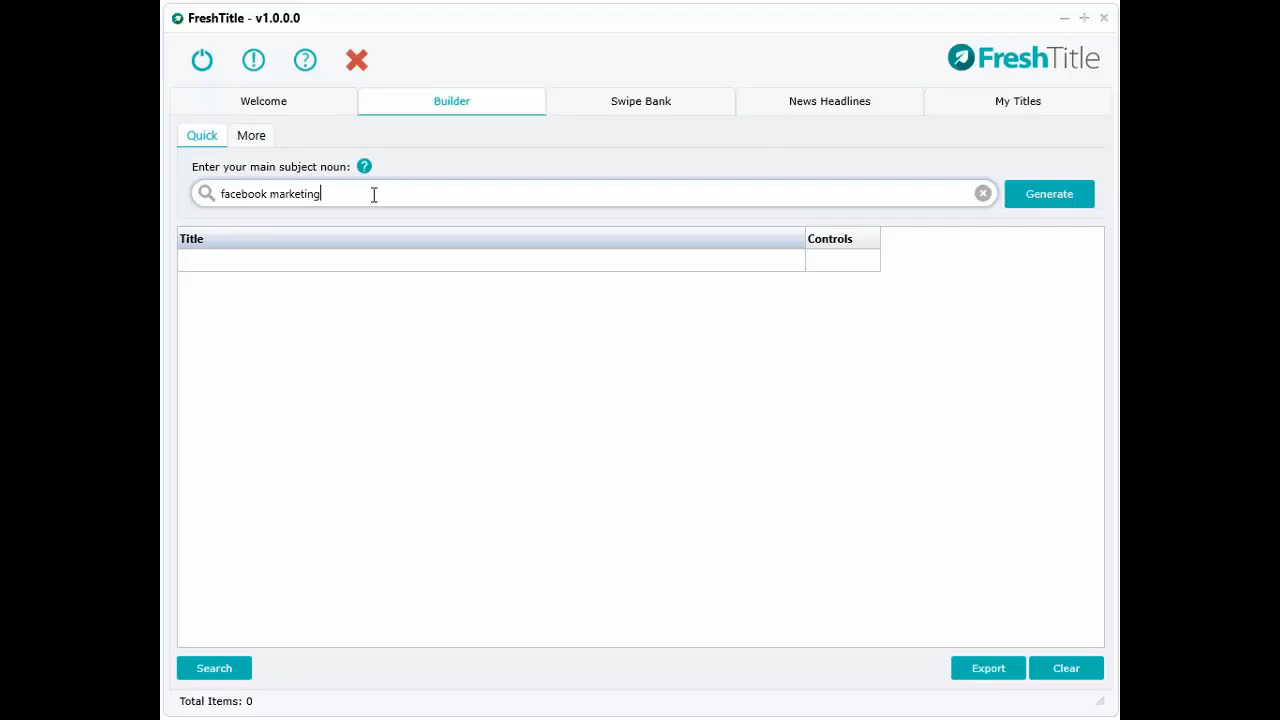 FreshTitle - v1.0.0.0
FreshTitle
Welcome
Builder
Swipe Bank
News Headlines
My Titles
Quick
More
Enter your main subject noun: ?
facebook marketing
Generate
Title
Controls
Search
Export
Clear
Total Items: 0